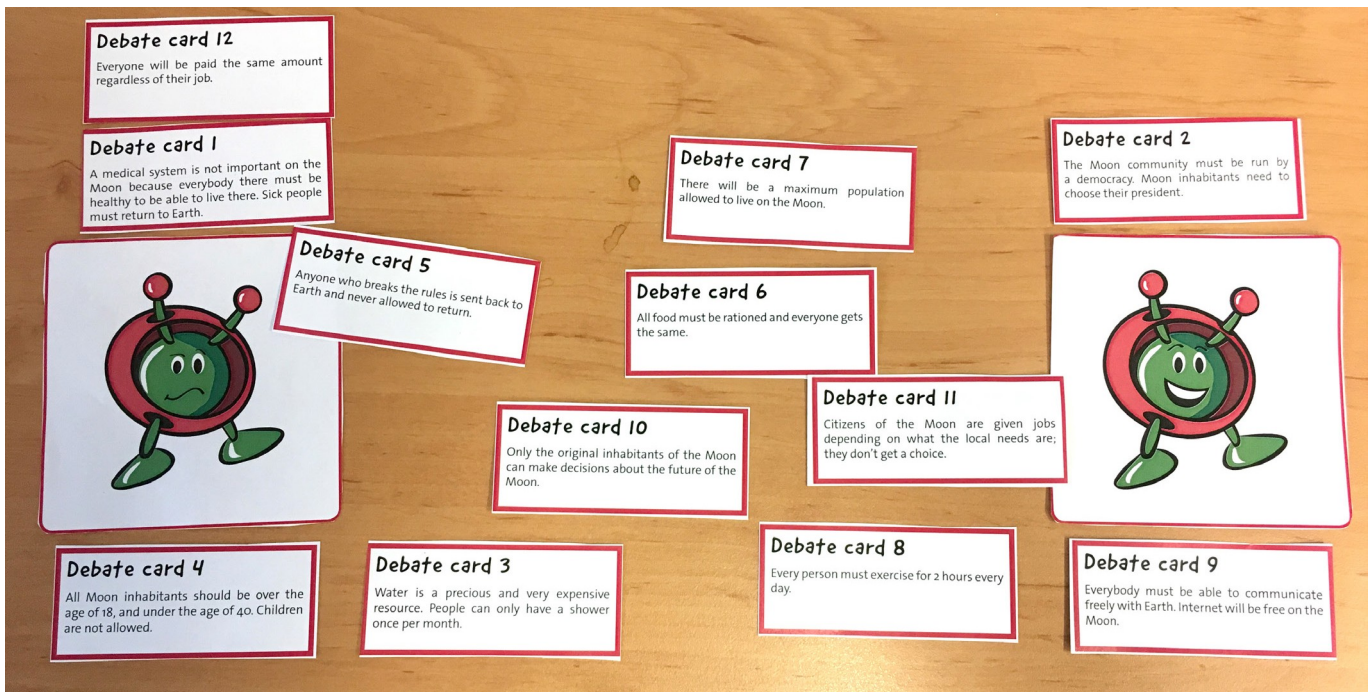 Debate card 12
Everyone will be paid the same amount
regardless of their job.
Debate card 1
A medical system is not important on the
Moon because everybody there must be
healthy to be able to live there. Sick people
must return to Earth.
Debate card 7
There will be a maximum population
allowed to live on the Moon.
Debate card 2
The Moon community must be run by
a democracy. Moon inhabitants need to
choose their president.
Debate card 5
Anyone who breaks the rules is sent back to
Earth and never allowed to return.
Debate card 6
All food must be rationed and everyone gets
the same.
Debate card 11
Citizens of the Moon are given jobs
depending on what the local needs are;
they don't get a choice.
Debate card 10
Only the original inhabitants of the Moon
can make decisions about the future of the
Moon.
Debate card 4
All Moon inhabitants should be over the
age of 18, and under the age of 40. Children
are not allowed.
Debate card 3
Water is a precious and very expensive
resource. People can only have a shower
once per month.
Debate card 8
Every person must exercise for 2 hours every
day.
Debate card 9
Everybody must be able to communicate
freely with Earth. Internet will be free on the
Moon.